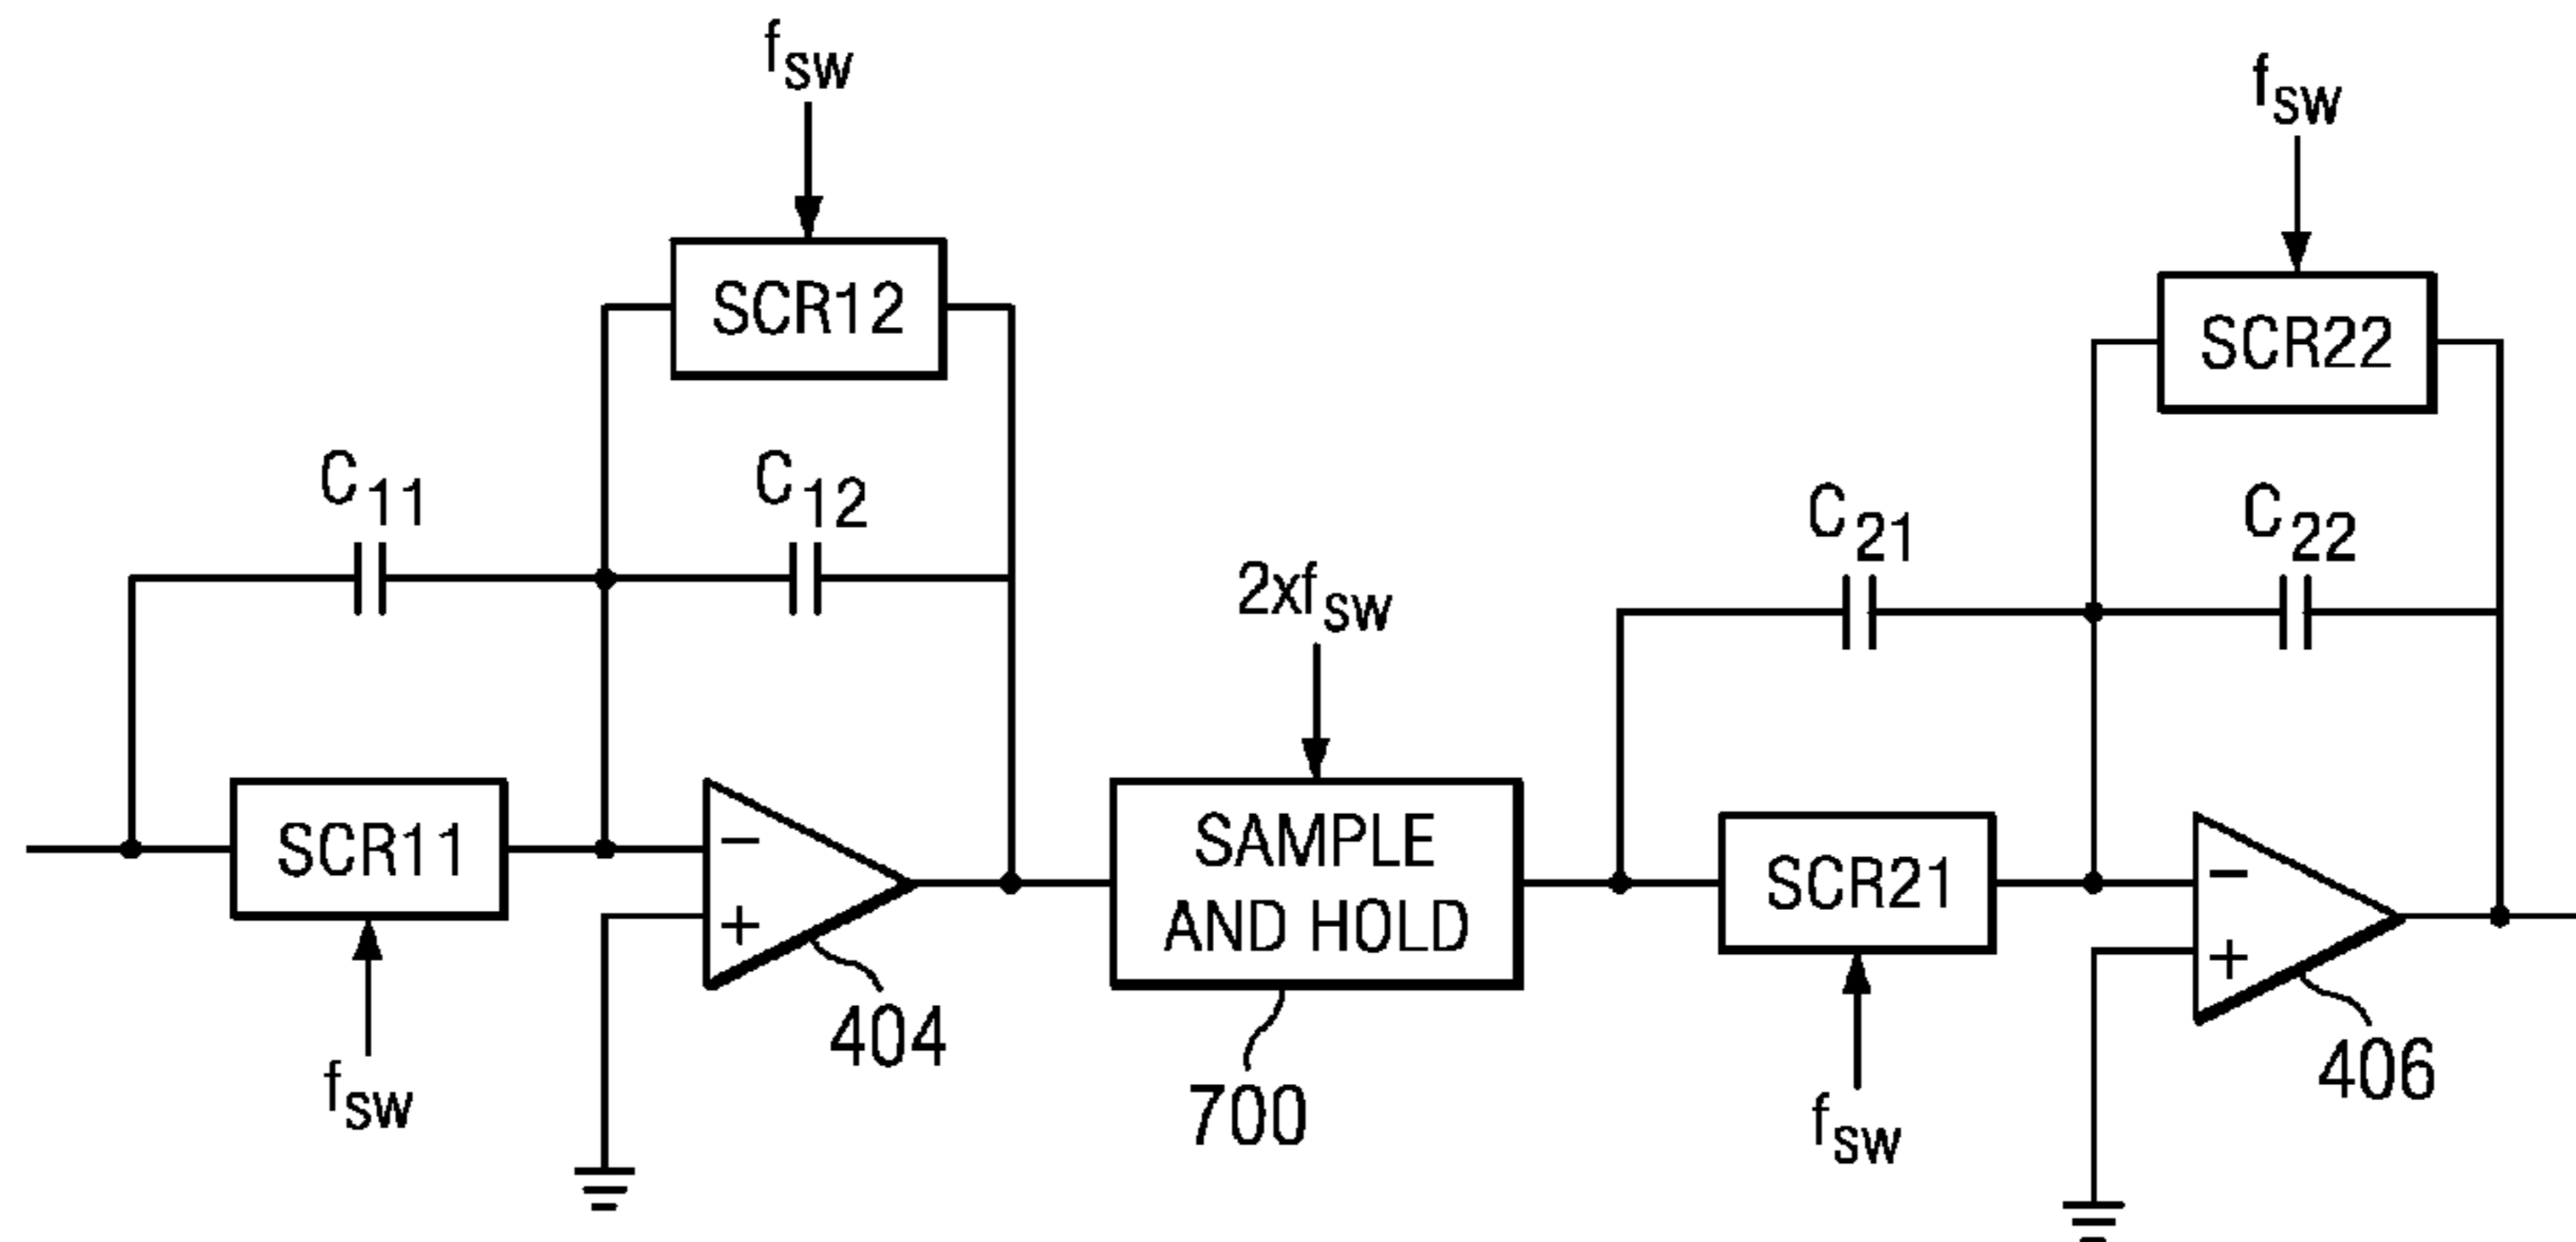 fsw
SCR12
C11
C12
SCR11
fsw
−
+
404
2xfsw
SAMPLE
AND HOLD
700
fsw
SCR22
C21
C22
SCR21
fsw
−
+
406